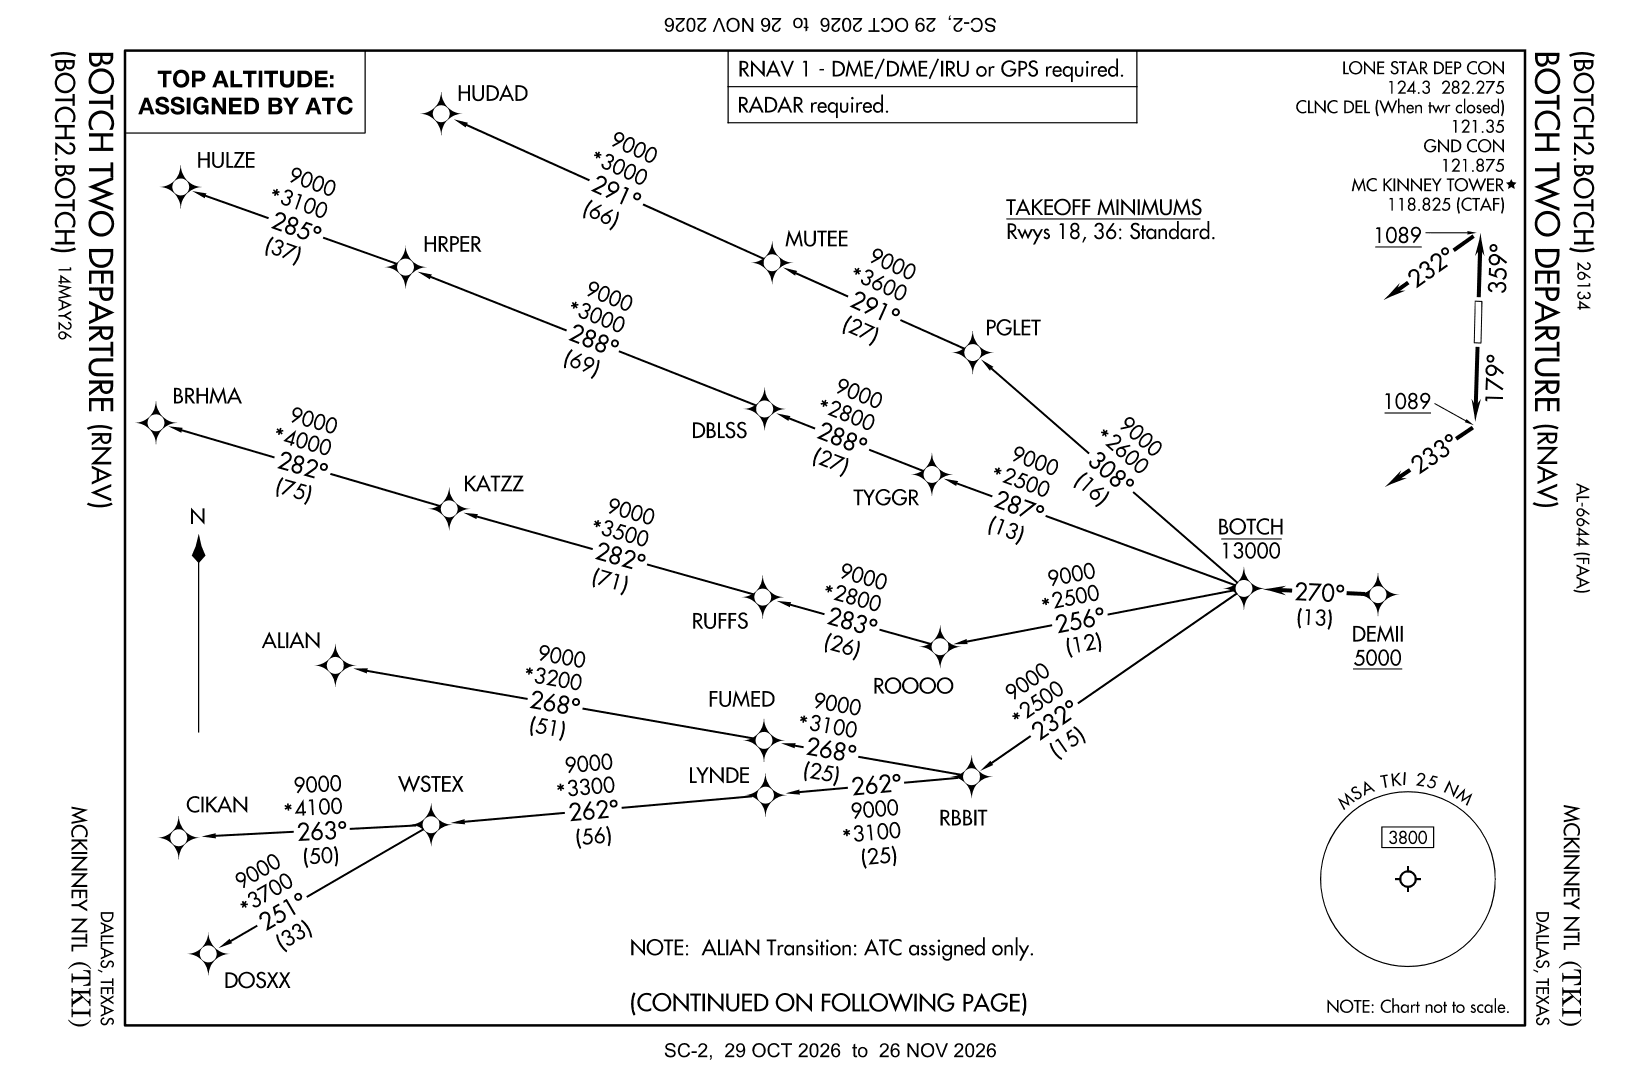 SC-2, 29 OCT 2026 to 26 NOV 2026
BOTCH TWO DEPARTURE (RNAV)
(BOTCH2.BOTCH) 14MAY26
MCKINNEY NTL (TKI)
DALLAS, TEXAS
TOP ALTITUDE:
ASSIGNED BY ATC
RNAV 1 - DME/DME/IRU or GPS required.
RADAR required.
LONE STAR DEP CON
124.3 282.275
CLNC DEL (When twr closed)
121.35
GND CON
121.875
MC KINNEY TOWER★
118.825 (CTAF)
TAKEOFF MINIMUMS
Rwys 18, 36: Standard.
1089
232°
359°
179°
1089
233°
HUDAD
9000
*3000
291°
(66)
MUTEE
9000
*3600
291°
(27)
PGLET
9000
*2600
308°
(16)
HULZE
9000
*3100
285°
(37)
HRPER
9000
*3000
288°
(69)
DBLSS
9000
*2800
288°
(27)
TYGGR
9000
*2500
287°
(13)
BOTCH
13000
270°
(13)
DEMII
5000
BRHMA
9000
*4000
282°
(75)
KATZZ
9000
*3500
282°
(71)
RUFFS
9000
*2800
283°
(26)
ROOOO
9000
*2500
256°
(12)
N
ALIAN
9000
*3200
268°
(51)
FUMED
9000
*3100
268°
(25)
9000
*2500
232°
(15)
RBBIT
LYNDE
262°
9000
*3100
(25)
9000
*3300
262°
(56)
WSTEX
CIKAN
9000
*4100
263°
(50)
9000
*3700
251°
(33)
DOSXX
MSA TKI 25 NM
3800
NOTE: ALIAN Transition: ATC assigned only.
(CONTINUED ON FOLLOWING PAGE)
NOTE: Chart not to scale.
(BOTCH2.BOTCH) 26134
BOTCH TWO DEPARTURE (RNAV)
AL-6644 (FAA)
MCKINNEY NTL (TKI)
DALLAS, TEXAS
SC-2, 29 OCT 2026 to 26 NOV 2026